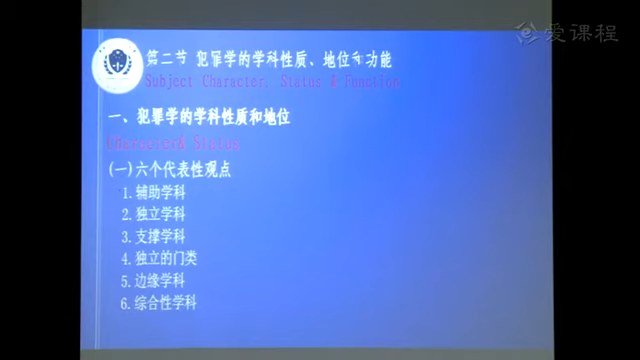 爱课程
第二节 犯罪学的学科性质、地位和功能
Subject Character, Status & Function
一、犯罪学的学科性质和地位
Character& Status
(一)六个代表性观点
1.辅助学科
2.独立学科
3.支撑学科
4.独立的门类
5.边缘学科
6.综合性学科